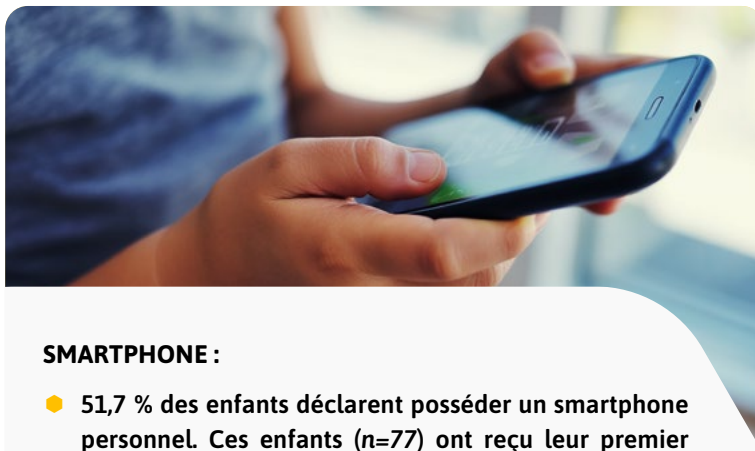 SMARTPHONE :
51,7 % des enfants déclarent posséder un smartphone
personnel. Ces enfants (n=77) ont reçu leur premier